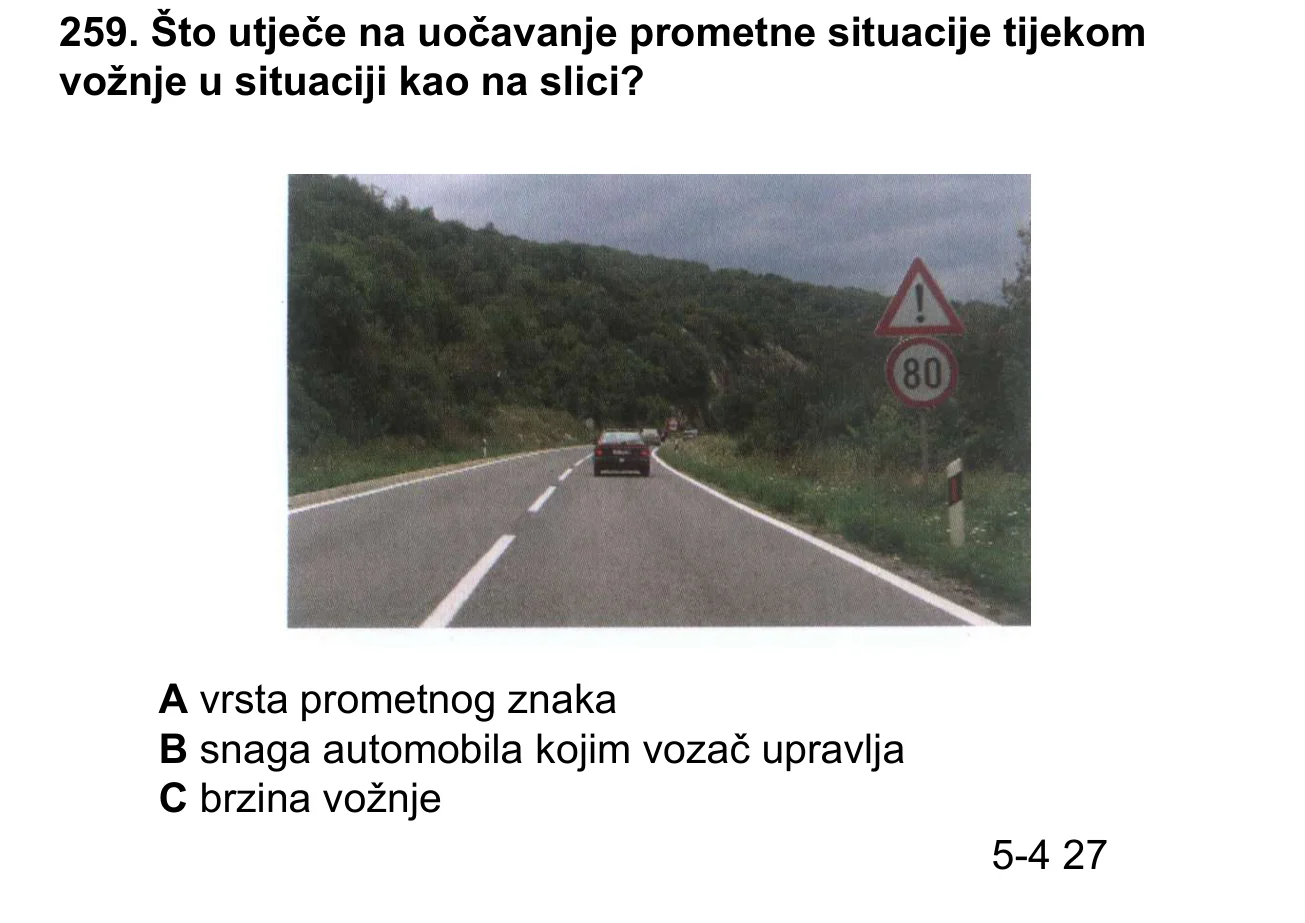 259. Što utječe na uočavanje prometne situacije tijekom
vožnje u situaciji kao na slici?
!
80
A vrsta prometnog znaka
B snaga automobila kojim vozač upravlja
C brzina vožnje
5-4 27